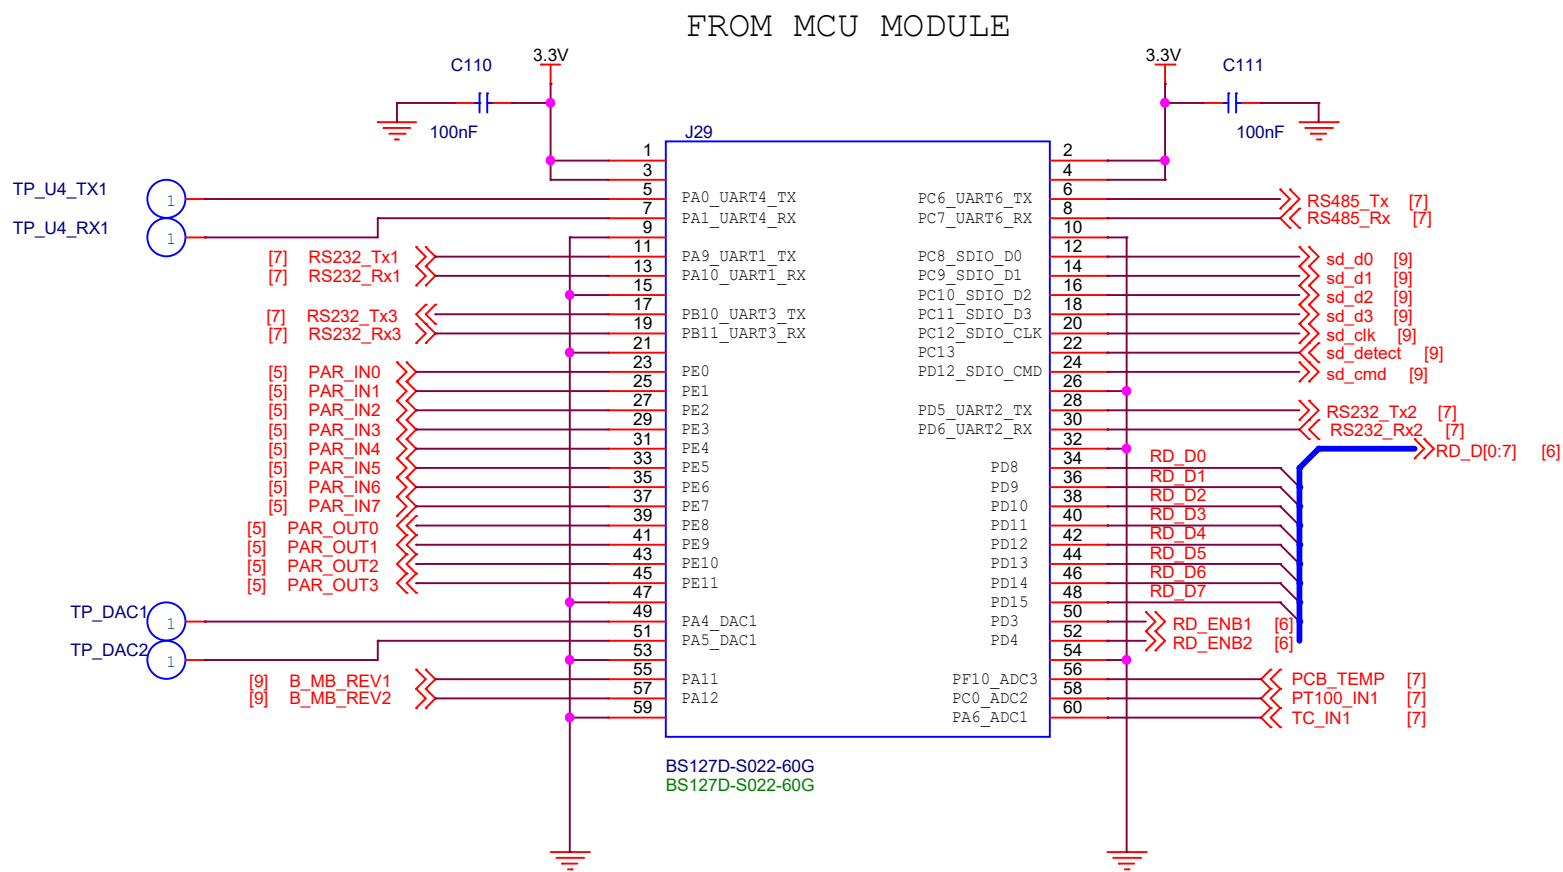 FROM MCU MODULE
3.3V 3.3V
C110 C111
100nF 100nF
J29
1 2
3 4
TP_U4_TX1 1 5 PA0_UART4_TX PC6_UART6_TX 6 RS485_Tx [7]
TP_U4_RX1 1 7 PA1_UART4_RX PC7_UART6_RX 8 RS485_Rx [7]
9 10
[7] RS232_Tx1 11 PA9_UART1_TX PC8_SDIO_D0 12 sd_d0 [9]
[7] RS232_Rx1 13 PA10_UART1_RX PC9_SDIO_D1 14 sd_d1 [9]
15 PC10_SDIO_D2 16 sd_d2 [9]
[7] RS232_Tx3 17 PB10_UART3_TX PC11_SDIO_D3 18 sd_d3 [9]
[7] RS232_Rx3 19 PB11_UART3_RX PC12_SDIO_CLK 20 sd_clk [9]
21 PC13 22 sd_detect [9]
[5] PAR_IN0 23 PE0 PD12_SDIO_CMD 24 sd_cmd [9]
[5] PAR_IN1 25 PE1 26
[5] PAR_IN2 27 PE2 PD5_UART2_TX 28 RS232_Tx2 [7]
[5] PAR_IN3 29 PE3 PD6_UART2_RX 30 RS232_Rx2 [7]
[5] PAR_IN4 31 PE4 32 RD_D[0:7] [6]
[5] PAR_IN5 33 PE5 PD8 34 RD_D0
[5] PAR_IN6 35 PE6 PD9 36 RD_D1
[5] PAR_IN7 37 PE7 PD10 38 RD_D2
[5] PAR_OUT0 39 PE8 PD11 40 RD_D3
[5] PAR_OUT1 41 PE9 PD12 42 RD_D4
[5] PAR_OUT2 43 PE10 PD13 44 RD_D5
[5] PAR_OUT3 45 PE11 PD14 46 RD_D6
47 PD15 48 RD_D7
TP_DAC1 1 49 PA4_DAC1 PD3 50 RD_ENB1 [6]
TP_DAC2 1 51 PA5_DAC1 PD4 52 RD_ENB2 [6]
53 54
[9] B_MB_REV1 55 PA11 PF10_ADC3 56 PCB_TEMP [7]
[9] B_MB_REV2 57 PA12 PC0_ADC2 58 PT100_IN1 [7]
59 PA6_ADC1 60 TC_IN1 [7]
BS127D-S022-60G
BS127D-S022-60G